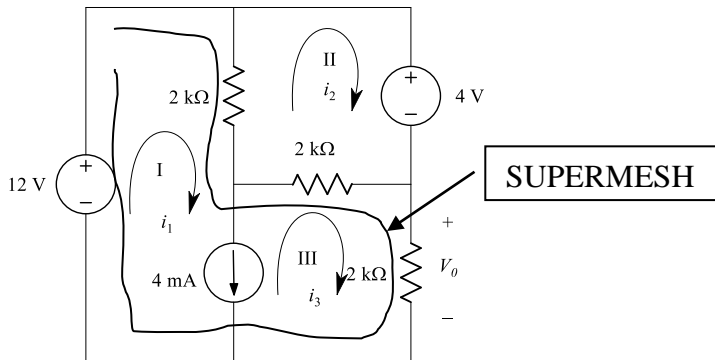 II
i₂
2 kΩ
+
−
4 V
2 kΩ
SUPERMESH
12 V
+
−
I
i₁
4 mA
III
i₃
2 kΩ
+
V₀
−